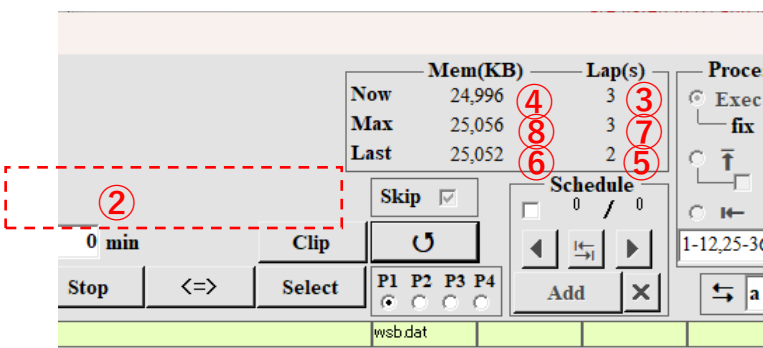 Mem(KB) Lap(s) Proce
Now 24,996 ④ 3 ③ Exec
Max 25,056 ⑧ 3 ⑦ fix
Last 25,052 ⑥ 2 ⑤
② Skip Schedule
0 / 0
0 min Clip ↺ 1-12,25-36
Stop <=> Select P1 P2 P3 P4 Add × a
wsb.dat